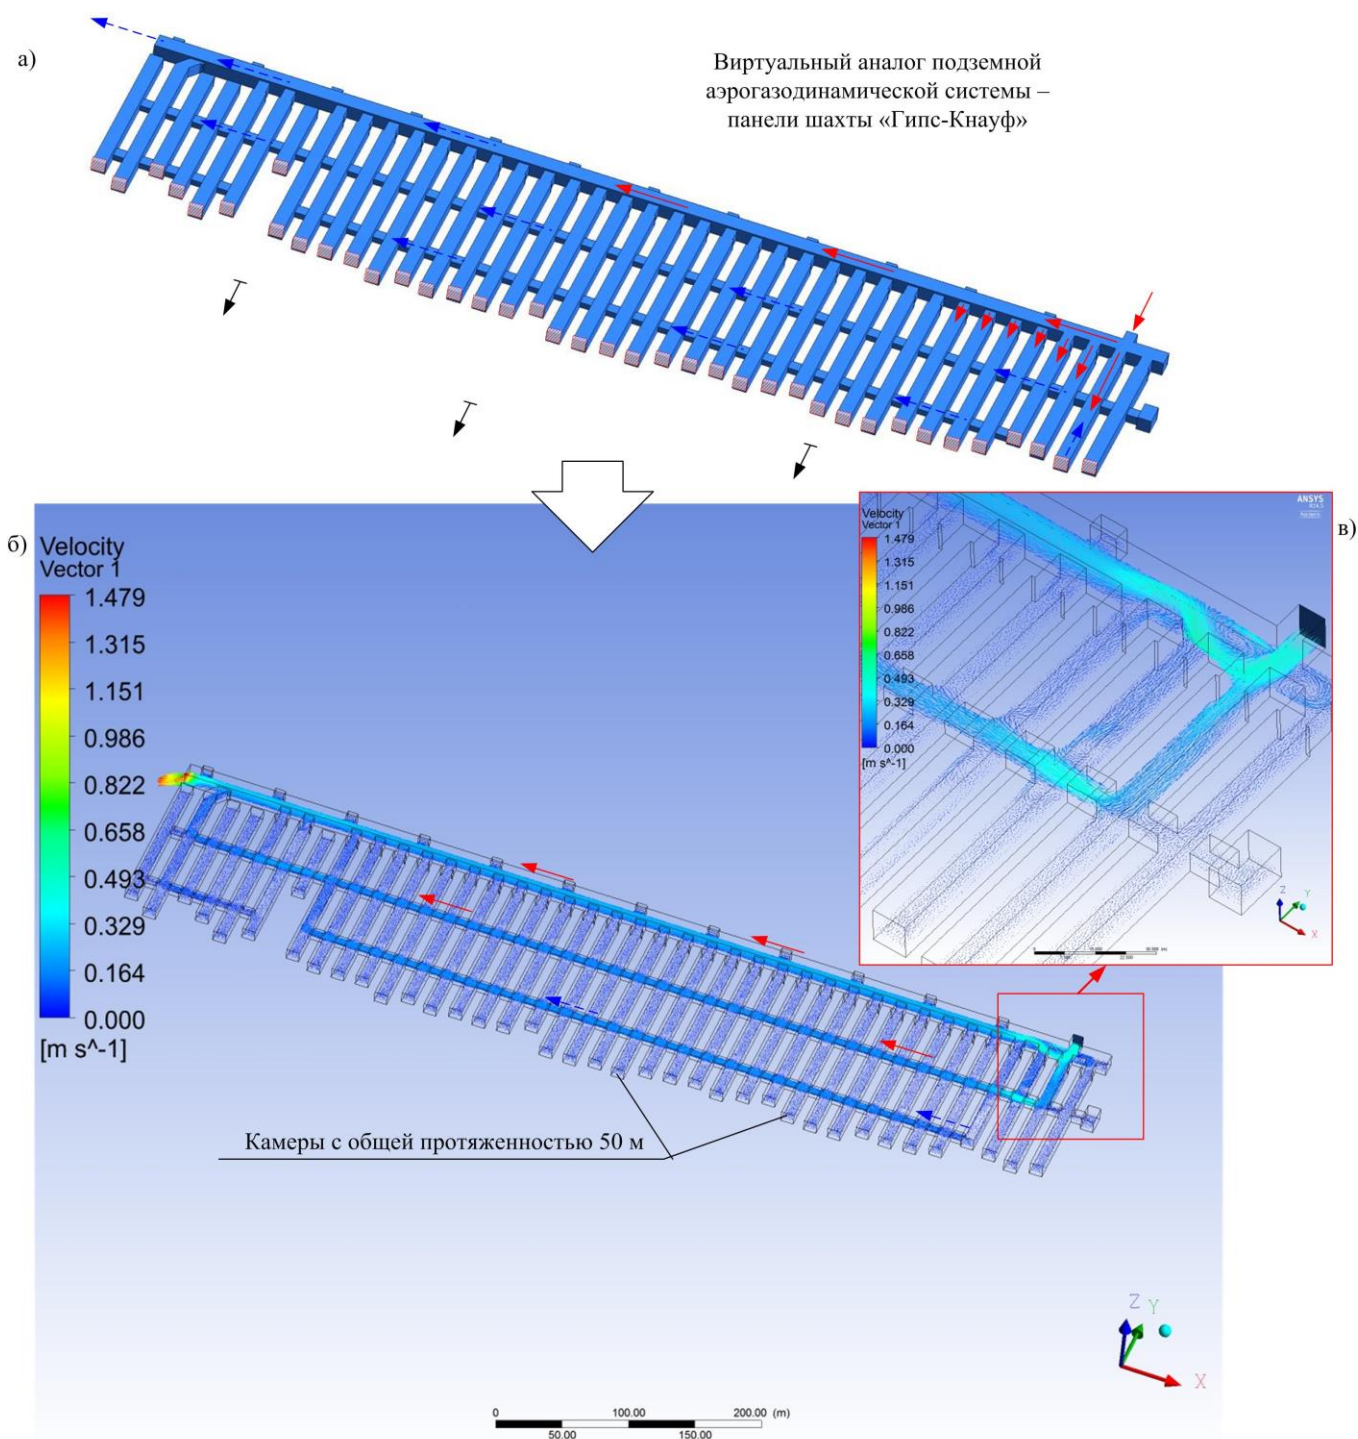 а)
Виртуальный аналог подземной
аэрогазодинамической системы –
панели шахты «Гипс-Кнауф»
б)
Velocity
Vector 1
1.479
1.315
1.151
0.986
0.822
0.658
0.493
0.329
0.164
0.000
[m s^-1]
Камеры с общей протяженностью 50 м
0
100.00
200.00
(m)
50.00
150.00
Z
Y
X
в)
ANSYS
Velocity
Vector 1
1.479
1.315
1.151
0.986
0.822
0.658
0.493
0.329
0.164
0.000
[m s^-1]
Z
Y
X